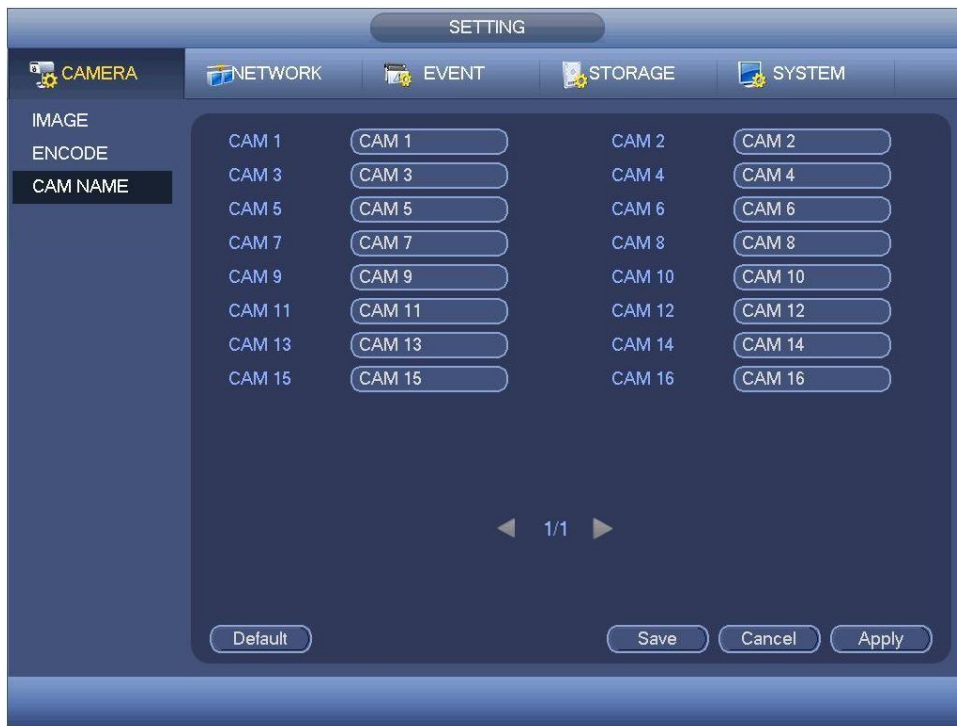 SETTING
CAMERA NETWORK EVENT STORAGE SYSTEM
IMAGE
ENCODE
CAM NAME
CAM 1 CAM 1 CAM 2 CAM 2
CAM 3 CAM 3 CAM 4 CAM 4
CAM 5 CAM 5 CAM 6 CAM 6
CAM 7 CAM 7 CAM 8 CAM 8
CAM 9 CAM 9 CAM 10 CAM 10
CAM 11 CAM 11 CAM 12 CAM 12
CAM 13 CAM 13 CAM 14 CAM 14
CAM 15 CAM 15 CAM 16 CAM 16
1/1
Default Save Cancel Apply